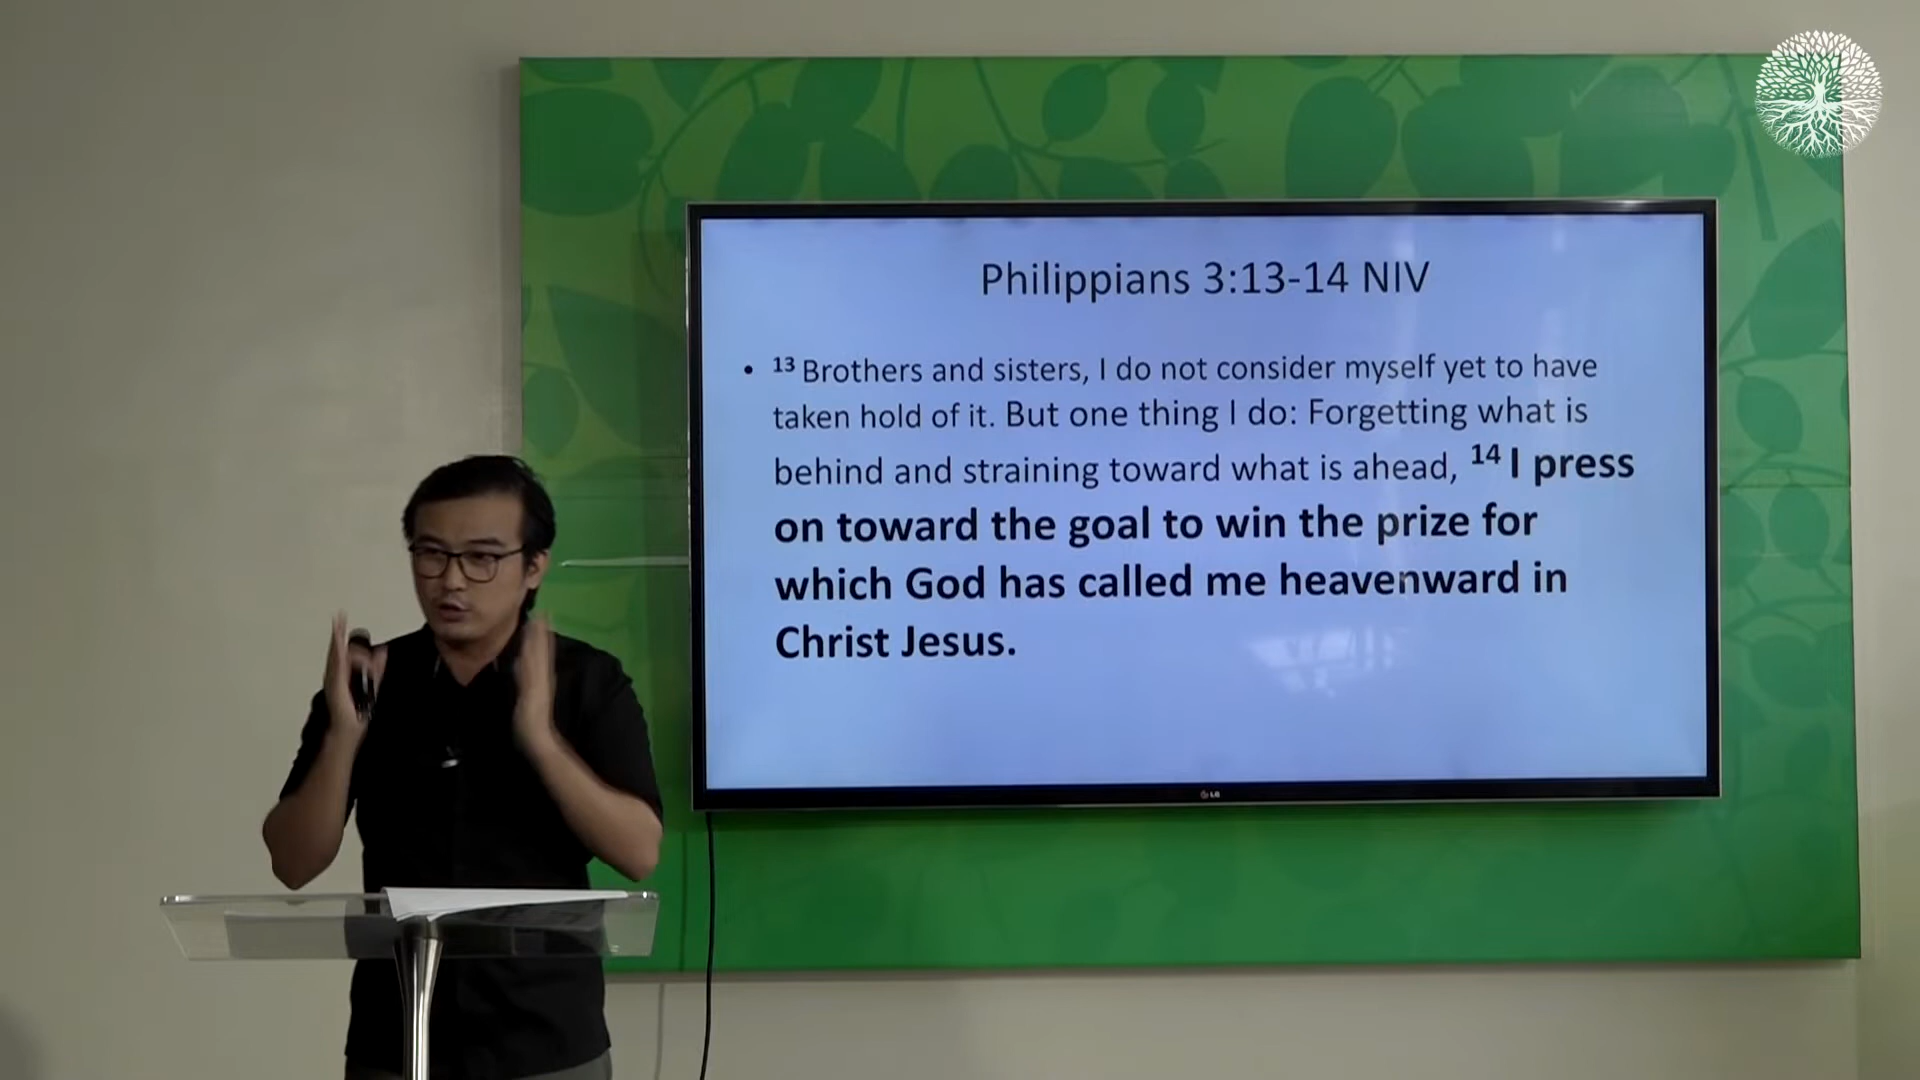 Philippians 3:13-14 NIV
• 13 Brothers and sisters, I do not consider myself yet to have
taken hold of it. But one thing I do: Forgetting what is
behind and straining toward what is ahead, 14 I press
on toward the goal to win the prize for
which God has called me heavenward in
Christ Jesus.
LG